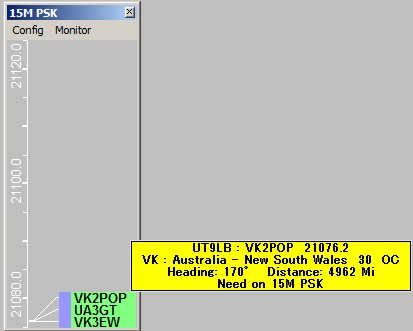 15M PSK
Config Monitor
21120.0
21100.0
21080.0
UT9LB : VK2POP 21076.2
VK : Australia - New South Wales 30 OC
Heading: 170° Distance: 4962 Mi
Need on 15M PSK
VK2POP
UA3GT
VK3EW